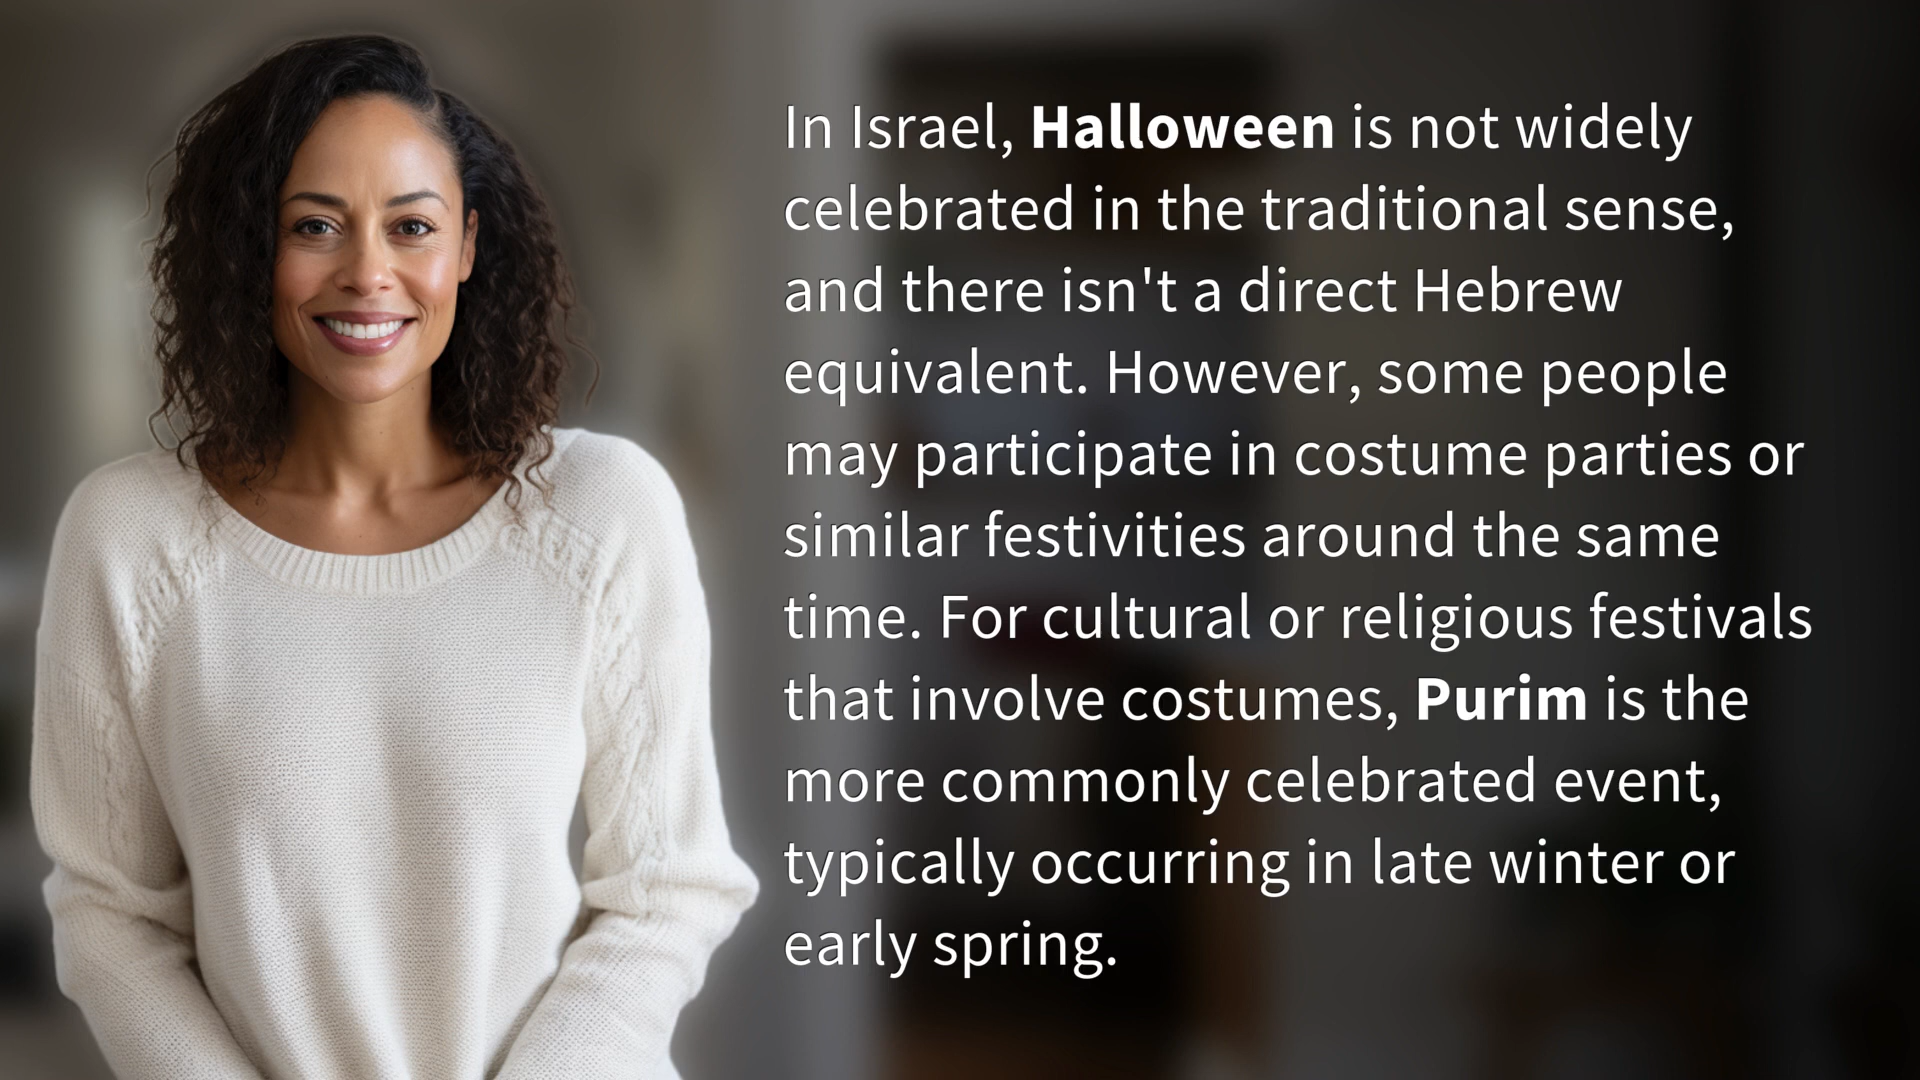 In Israel, Halloween is not widely
celebrated in the traditional sense,
and there isn't a direct Hebrew
equivalent. However, some people
may participate in costume parties or
similar festivities around the same
time. For cultural or religious festivals
that involve costumes, Purim is the
more commonly celebrated event,
typically occurring in late winter or
early spring.